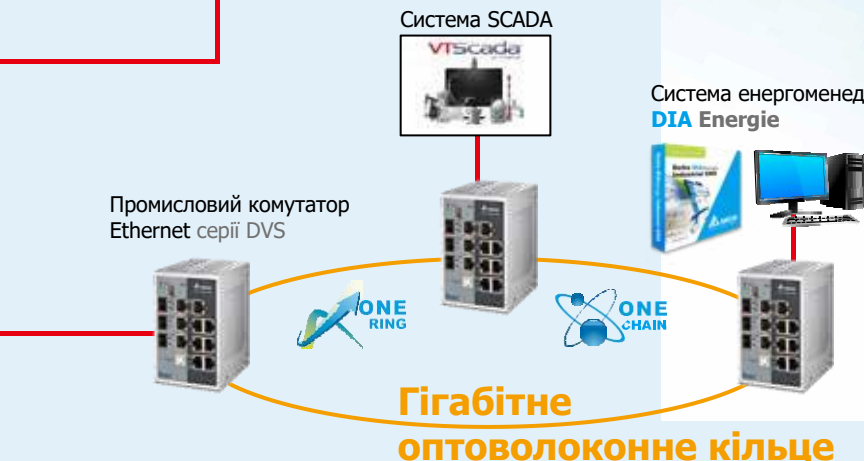 Система SCADA
VTScada
Система енергоменед
DIA Energie
Промисловий комутатор
Ethernet серії DVS
ONE
RING
ONE
CHAIN
Гігабітне
оптоволоконне кільце